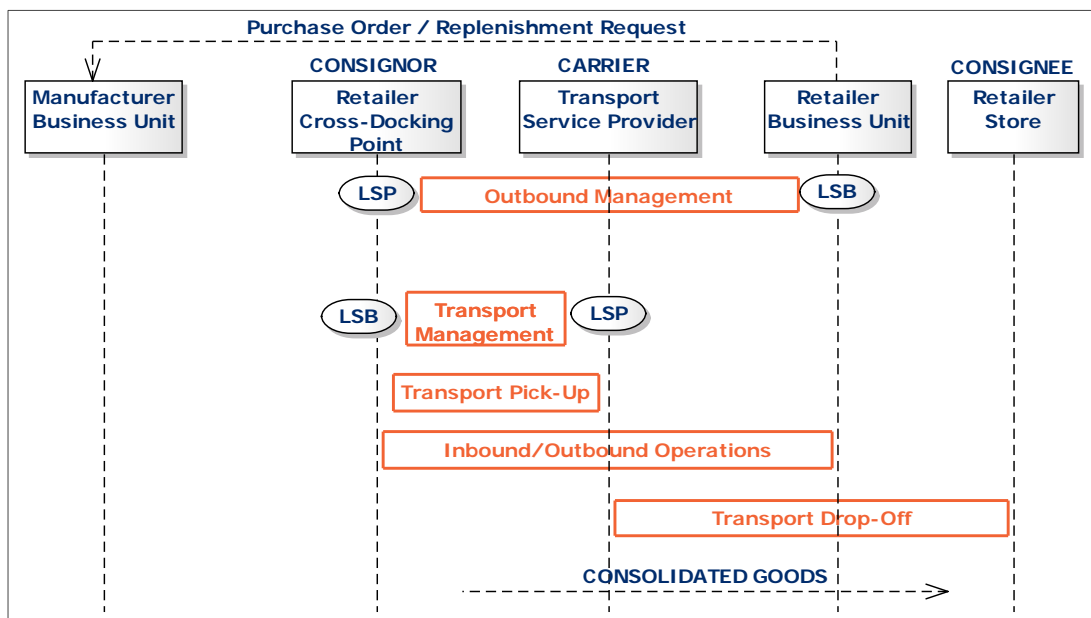 Purchase Order / Replenishment Request
CONSIGNOR
CARRIER
CONSIGNEE
Manufacturer
Business Unit
Retailer
Cross-Docking
Point
Transport
Service Provider
Retailer
Business Unit
Retailer
Store
LSP
Outbound Management
LSB
LSB
Transport
Management
LSP
Transport Pick-Up
Inbound/Outbound Operations
Transport Drop-Off
CONSOLIDATED GOODS